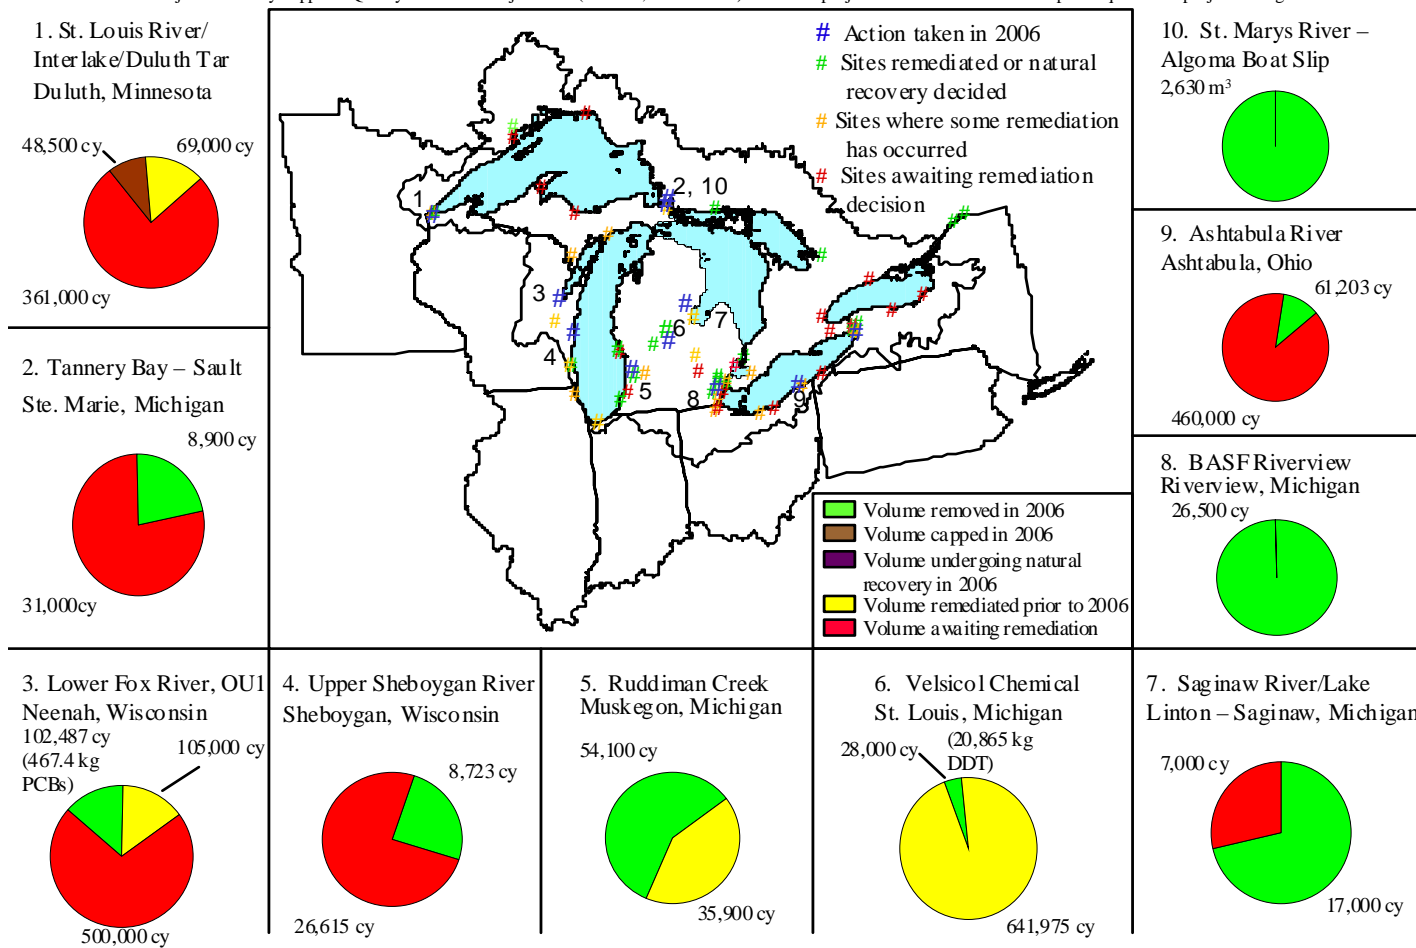 1. St. Louis River/
Interlake/Duluth Tar
Duluth, Minnesota
48,500 cy
69,000 cy
361,000 cy
2. Tannery Bay – Sault
Ste. Marie, Michigan
8,900 cy
31,000cy
# Action taken in 2006
# Sites remediated or natural
recovery decided
# Sites where some remediation
has occurred
# Sites awaiting remediation
decision
1
2, 10
3
4
5
6
7
8
9
Volume removed in 2006
Volume capped in 2006
Volume undergoing natural
recovery in 2006
Volume remediated prior to 2006
Volume awaiting remediation
10. St. Marys River –
Algoma Boat Slip
2,630 m³
9. Ashtabula River
Ashtabula, Ohio
61,203 cy
460,000 cy
8. BASF Riverview
Riverview, Michigan
26,500 cy
3. Lower Fox River, OU1
Neenah, Wisconsin
102,487 cy
(467.4 kg
PCBs)
105,000 cy
500,000 cy
4. Upper Sheboygan River
Sheboygan, Wisconsin
8,723 cy
26,615 cy
5. Ruddiman Creek
Muskegon, Michigan
54,100 cy
35,900 cy
6. Velsicol Chemical
St. Louis, Michigan
28,000 cy
(20,865 kg
DDT)
641,975 cy
7. Saginaw River/Lake
Linton – Saginaw, Michigan
7,000 cy
17,000 cy